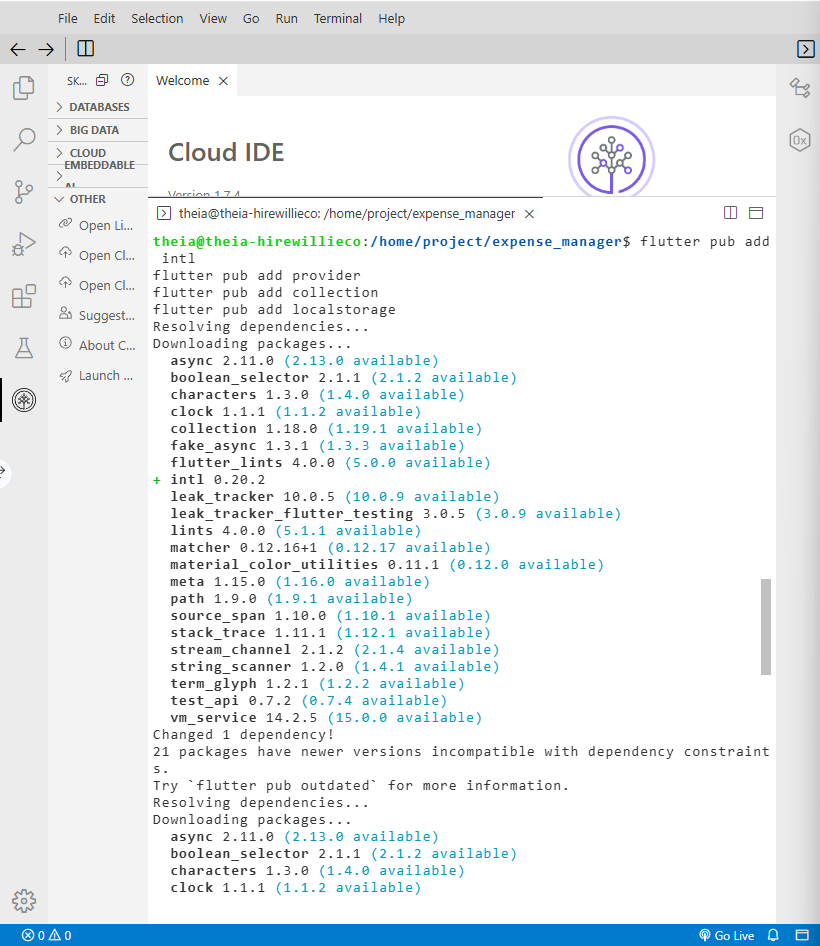 File Edit Selection View Go Run Terminal Help
SK...
Welcome
DATABASES
BIG DATA
CLOUD
EMBEDDABLE
AI
OTHER
Open Li...
Open Cl...
Open Cl...
Suggest...
About C...
Launch ...
Cloud IDE
Version 1.7.4
0x
theia@theia-hirewillieco: /home/project/expense_manager
theia@theia-hirewillieco:/home/project/expense_manager$ flutter pub add
intl
flutter pub add provider
flutter pub add collection
flutter pub add localstorage
Resolving dependencies...
Downloading packages...
async 2.11.0 (2.13.0 available)
boolean_selector 2.1.1 (2.1.2 available)
characters 1.3.0 (1.4.0 available)
clock 1.1.1 (1.1.2 available)
collection 1.18.0 (1.19.1 available)
fake_async 1.3.1 (1.3.3 available)
flutter_lints 4.0.0 (5.0.0 available)
+ intl 0.20.2
leak_tracker 10.0.5 (10.0.9 available)
leak_tracker_flutter_testing 3.0.5 (3.0.9 available)
lints 4.0.0 (5.1.1 available)
matcher 0.12.16+1 (0.12.17 available)
material_color_utilities 0.11.1 (0.12.0 available)
meta 1.15.0 (1.16.0 available)
path 1.9.0 (1.9.1 available)
source_span 1.10.0 (1.10.1 available)
stack_trace 1.11.1 (1.12.1 available)
stream_channel 2.1.2 (2.1.4 available)
string_scanner 1.2.0 (1.4.1 available)
term_glyph 1.2.1 (1.2.2 available)
test_api 0.7.2 (0.7.4 available)
vm_service 14.2.5 (15.0.0 available)
Changed 1 dependency!
21 packages have newer versions incompatible with dependency constraint
s.
Try `flutter pub outdated` for more information.
Resolving dependencies...
Downloading packages...
async 2.11.0 (2.13.0 available)
boolean_selector 2.1.1 (2.1.2 available)
characters 1.3.0 (1.4.0 available)
clock 1.1.1 (1.1.2 available)
0 0 Go Live